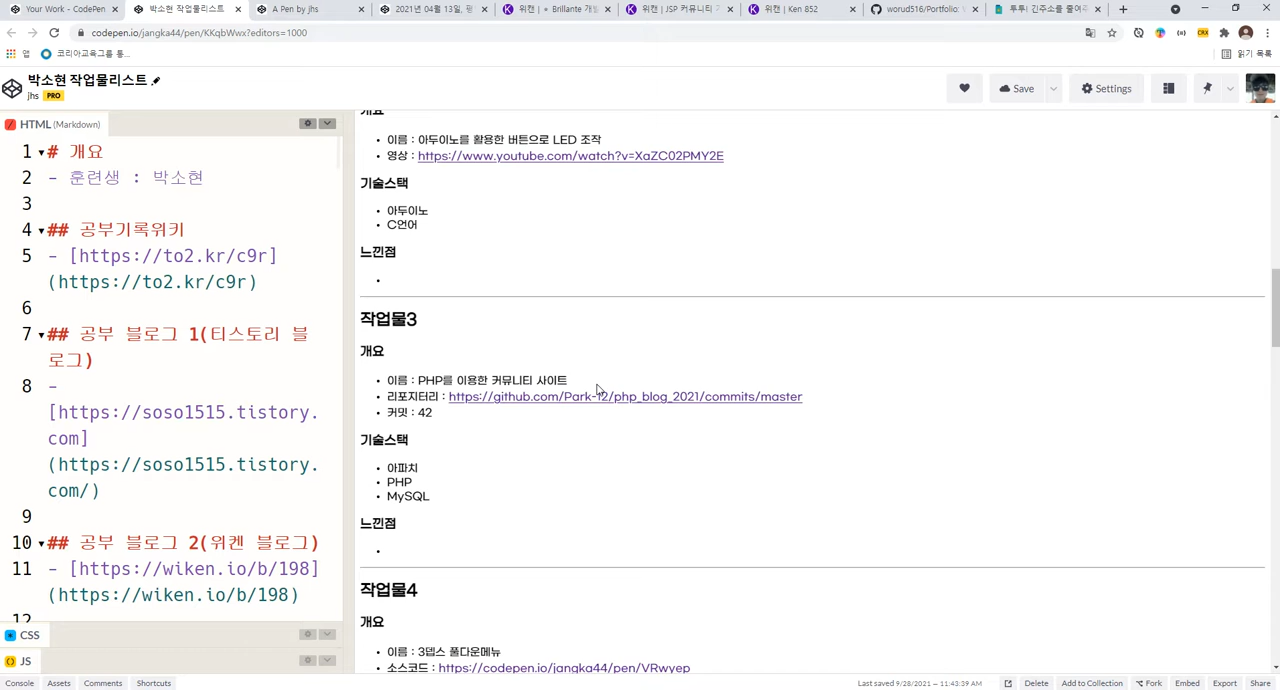 Your Work - CodePen
박소현 작업물리스트
A Pen by jhs
2021년 04월 13일, 평
위켄 | ＊ Brillante 개발
위켄 | JSP 커뮤니티 
위켄 | Ken 852
worud516/Portfolio: 
투투! 긴주소를 줄여주
codepen.io/jangka44/pen/KKqbWwx?editors=1000
앱
코리아교육그룹 통...
읽기 목록
박소현 작업물리스트
jhs PRO
Save
Settings
HTML (Markdown)
1 # 개요
2 - 훈련생 : 박소현
3
4 ## 공부기록위키
5 - [https://to2.kr/c9r]
(https://to2.kr/c9r)
6
7 ## 공부 블로그 1(티스토리 블
로그)
8 -
[https://soso1515.tistory.
com]
(https://soso1515.tistory.
com/)
9
10 ## 공부 블로그 2(위켄 블로그)
11 - [https://wiken.io/b/198]
(https://wiken.io/b/198)
12
CSS
JS
개요
• 이름 : 아두이노를 활용한 버튼으로 LED 조작
• 영상 : https://www.youtube.com/watch?v=XaZC02PMY2E
기술스택
• 아두이노
• C언어
느낀점
•
작업물3
개요
• 이름 : PHP를 이용한 커뮤니티 사이트
• 리포지터리 : https://github.com/Park-12/php_blog_2021/commits/master
• 커밋 : 42
기술스택
• 아파치
• PHP
• MySQL
느낀점
•
작업물4
개요
• 이름 : 3뎁스 풀다운메뉴
• 소스코드 : https://codepen.io/jangka44/pen/VRwyep
Console
Assets
Comments
Shortcuts
Last saved 9/28/2021 — 11:43:39 AM
Delete
Add to Collection
Fork
Embed
Export
Share